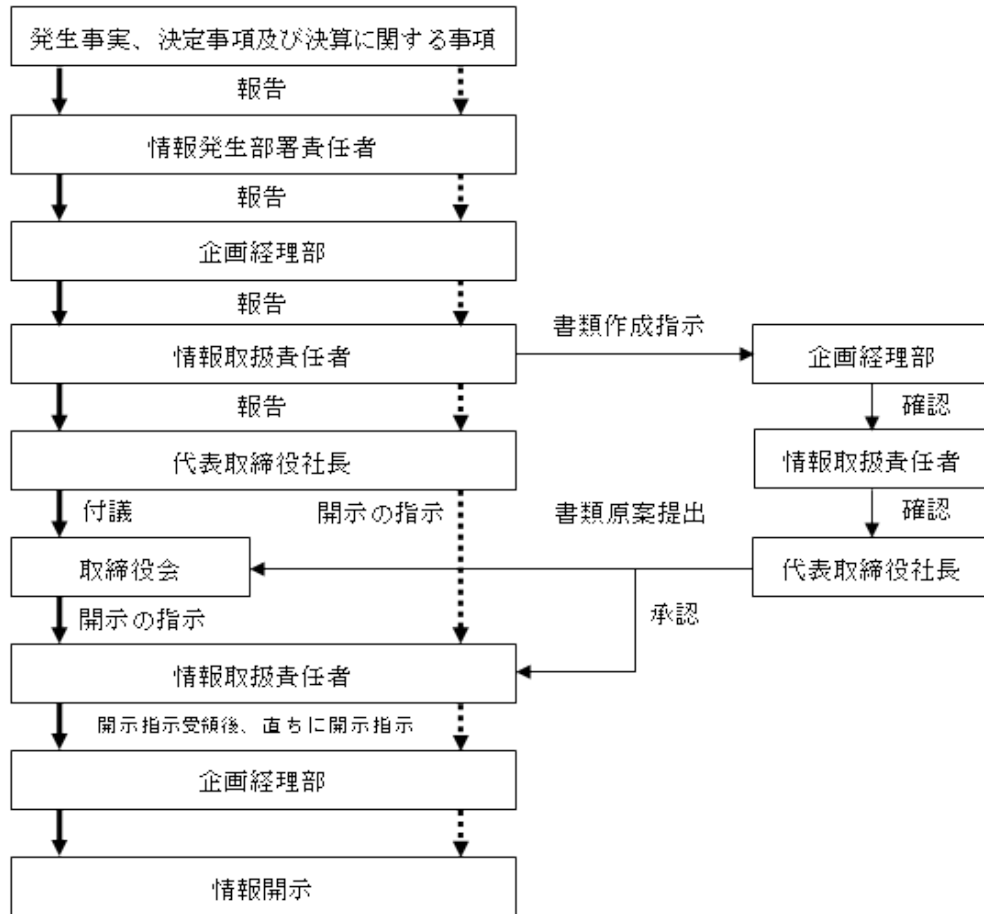 発生事実、決定事項及び決算に関する事項
報告
情報発生部署責任者
報告
企画経理部
報告
情報取扱責任者
書類作成指示
企画経理部
報告
確認
代表取締役社長
情報取扱責任者
付議
開示の指示
書類原案提出
確認
取締役会
代表取締役社長
開示の指示
承認
情報取扱責任者
開示指示受領後、直ちに開示指示
企画経理部
情報開示